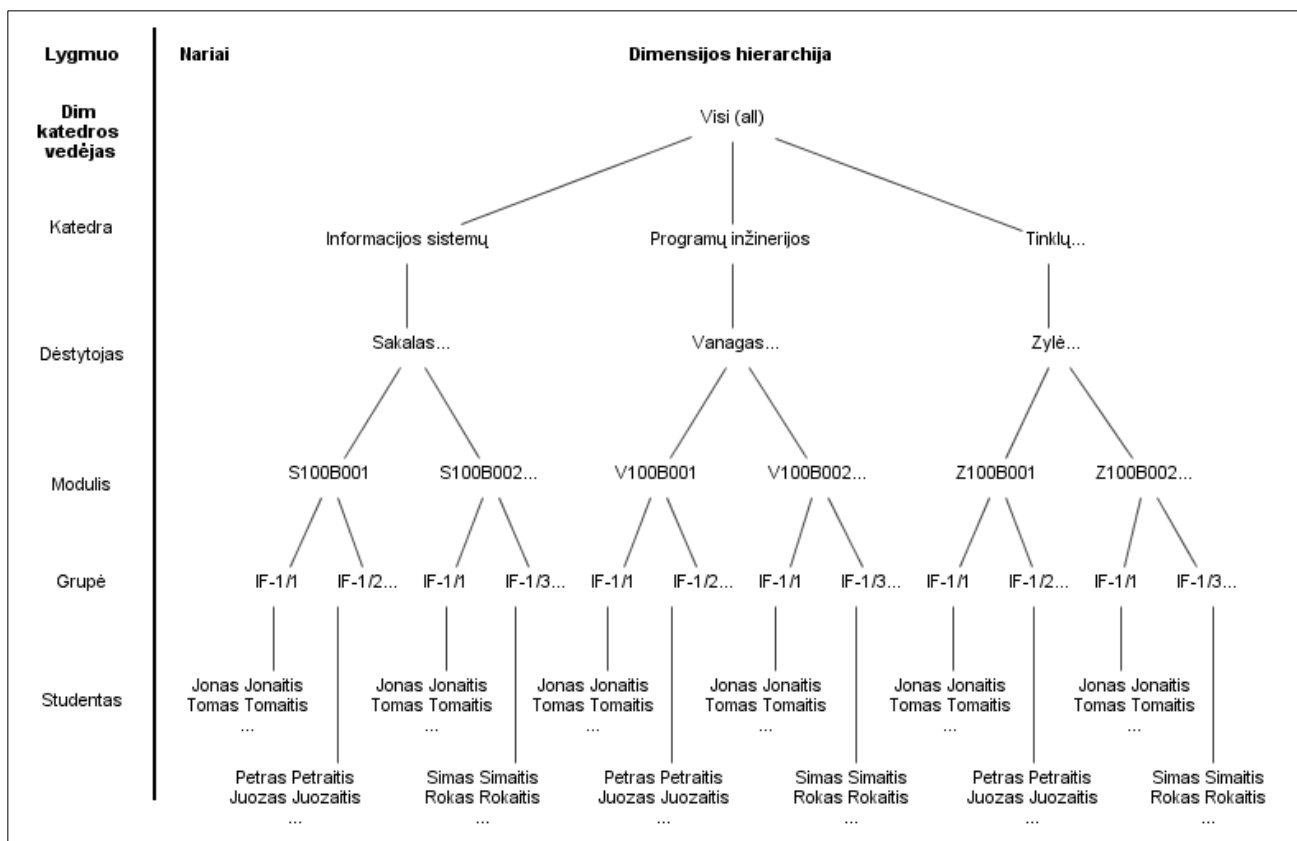 Lygmuo Nariai Dimensijos hierarchija
Dim
katedros
vedėjas
Visi (all)
Katedra
Informacijos sistemų Programų inžinerijos Tinklų...
Dėstytojas
Sakalas... Vanagas... Zylė...
Modulis
S100B001 S100B002... V100B001 V100B002... Z100B001 Z100B002...
Grupė IF-1/1 IF-1/2... IF-1/1 IF-1/3... IF-1/1 IF-1/2... IF-1/1 IF-1/3... IF-1/1 IF-1/2... IF-1/1 IF-1/3...
Studentas
Jonas Jonaitis Jonas Jonaitis Jonas Jonaitis Jonas Jonaitis Jonas Jonaitis Jonas Jonaitis
Tomas Tomaitis Tomas Tomaitis Tomas Tomaitis Tomas Tomaitis Tomas Tomaitis Tomas Tomaitis
... ... ... ... ... ...
Petras Petraitis Simas Simaitis Petras Petraitis Simas Simaitis Petras Petraitis Simas Simaitis
Juozas Juozaitis Rokas Rokaitis Juozas Juozaitis Rokas Rokaitis Juozas Juozaitis Rokas Rokaitis
... ... ... ... ... ...